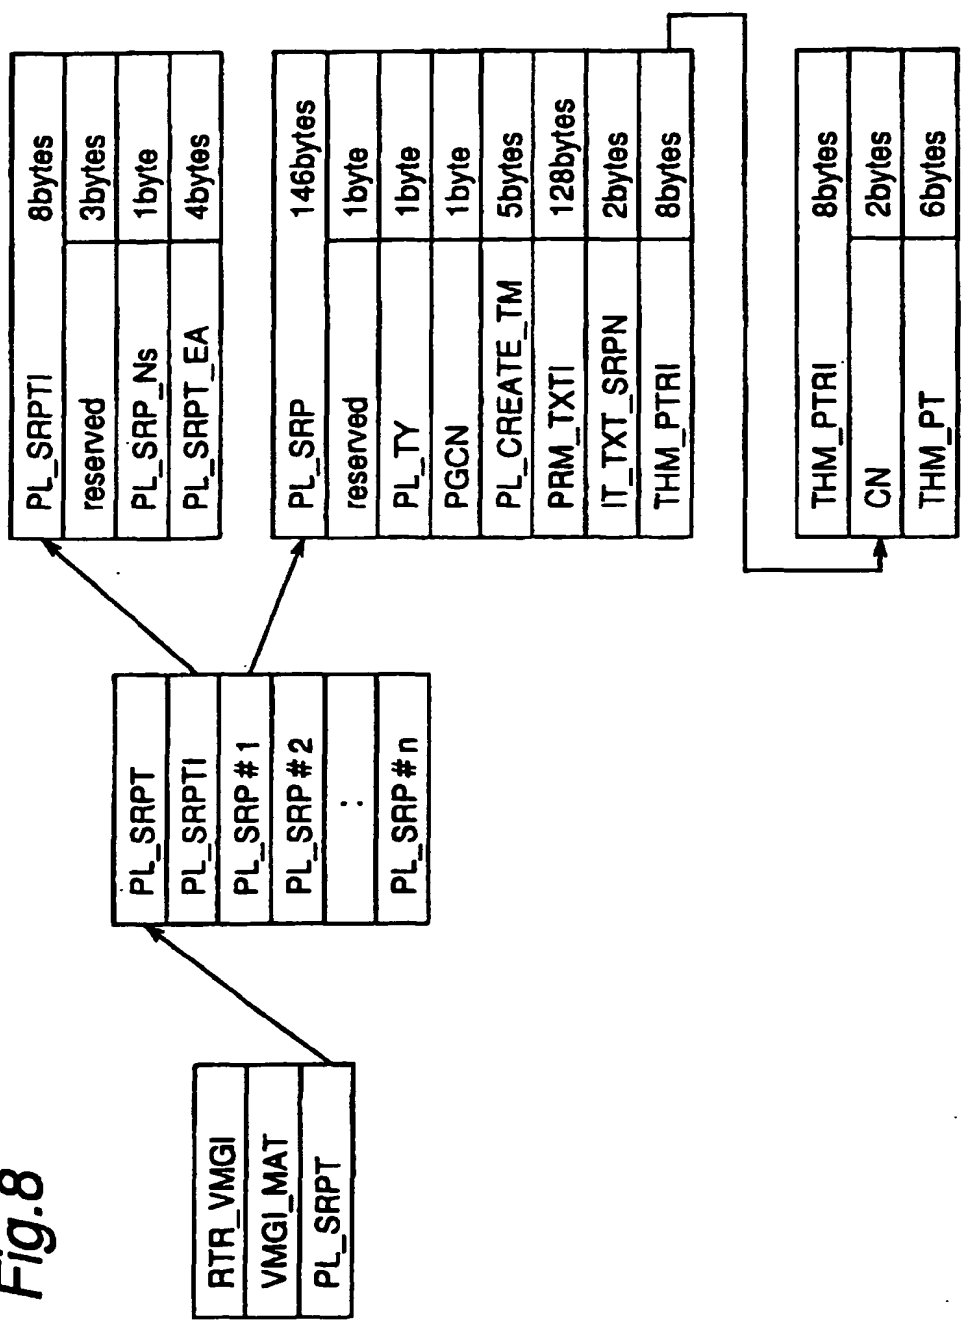 Fig.8
RTR_VMGI
VMGI_MAT
PL_SRPT
PL_SRPT
PL_SRPTI
PL_SRP#1
PL_SRP#2
:
PL_SRP#n
PL_SRPTI 8bytes
reserved 3bytes
PL_SRP_Ns 1byte
PL_SRPT_EA 4bytes
PL_SRP 146bytes
reserved 1byte
PL_TY 1byte
PGCN 1byte
PL_CREATE_TM 5bytes
PRM_TXTI 128bytes
IT_TXT_SRPN 2bytes
THM_PTRI 8bytes
THM_PTRI 8bytes
CN 2bytes
THM_PT 6bytes